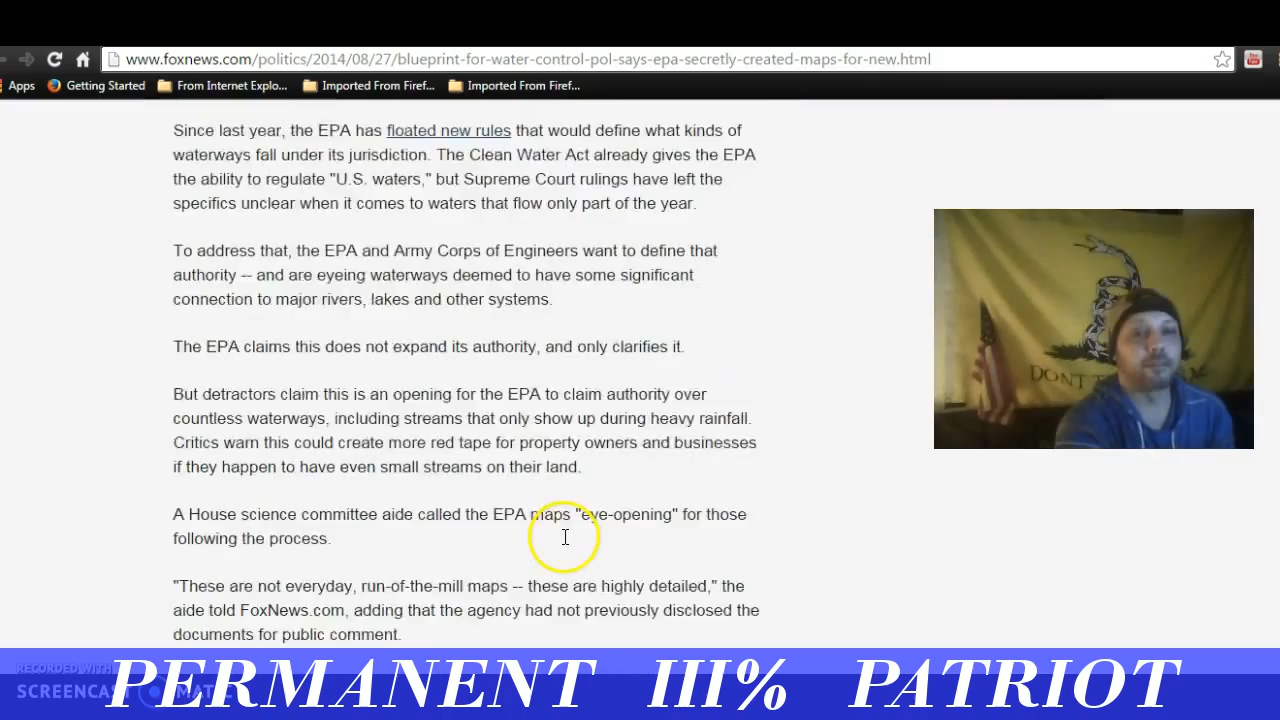 www.foxnews.com/politics/2014/08/27/blueprint-for-water-control-pol-says-epa-secretly-created-maps-for-new.html
Apps Getting Started From Internet Explo... Imported From Firef... Imported From Firef...
Since last year, the EPA has floated new rules that would define what kinds of
waterways fall under its jurisdiction. The Clean Water Act already gives the EPA
the ability to regulate "U.S. waters," but Supreme Court rulings have left the
specifics unclear when it comes to waters that flow only part of the year.
To address that, the EPA and Army Corps of Engineers want to define that
authority -- and are eyeing waterways deemed to have some significant
connection to major rivers, lakes and other systems.
The EPA claims this does not expand its authority, and only clarifies it.
But detractors claim this is an opening for the EPA to claim authority over
countless waterways, including streams that only show up during heavy rainfall.
Critics warn this could create more red tape for property owners and businesses
if they happen to have even small streams on their land.
A House science committee aide called the EPA maps "eye-opening" for those
following the process.
"These are not everyday, run-of-the-mill maps -- these are highly detailed," the
aide told FoxNews.com, adding that the agency had not previously disclosed the
documents for public comment.
DONT
RECORDED WITH
SCREENCAST MATIC
PERMANENT III% PATRIOT